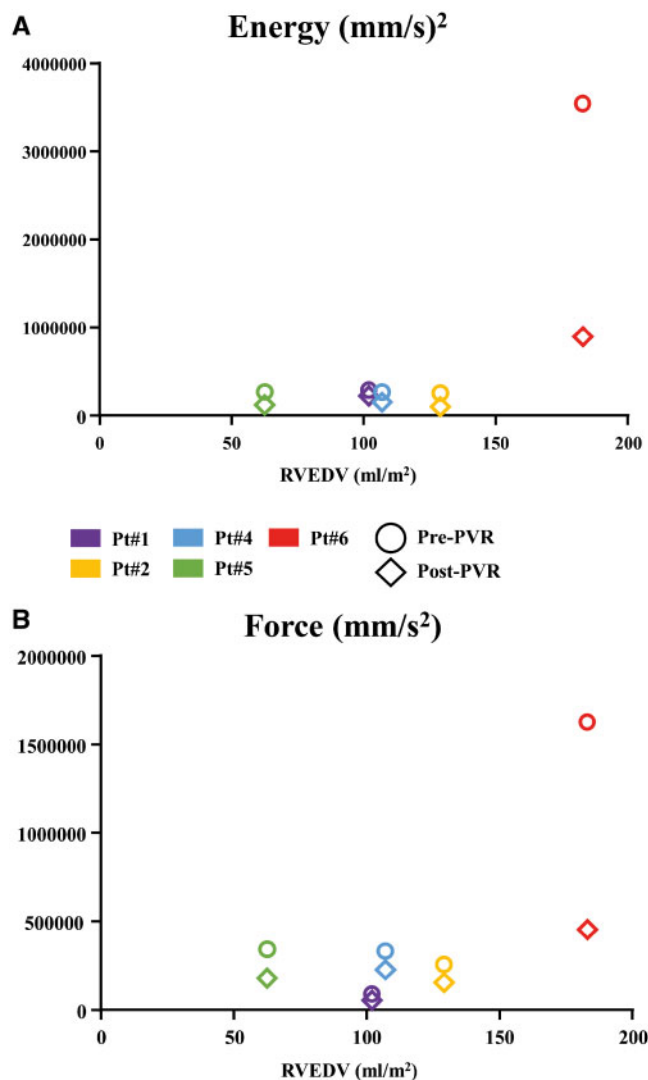 A
Energy (mm/s)²
4000000
3000000
2000000
1000000
0
0 50 100 150 200
RVEDV (ml/m²)
Pt#1 Pt#4 Pt#6 Pre-PVR
Pt#2 Pt#5 Post-PVR
B
Force (mm/s²)
2000000
1500000
1000000
500000
0
0 50 100 150 200
RVEDV (ml/m²)